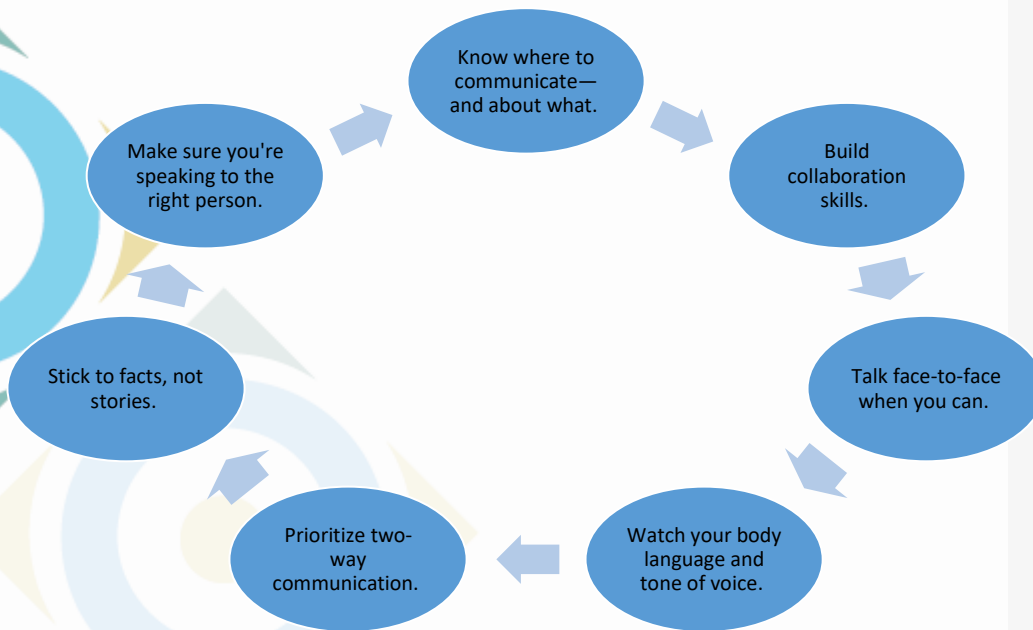 Know where to
communicate—
and about what.
Build
collaboration
skills.
Talk face-to-face
when you can.
Watch your body
language and
tone of voice.
Prioritize two-
way
communication.
Stick to facts, not
stories.
Make sure you're
speaking to the
right person.